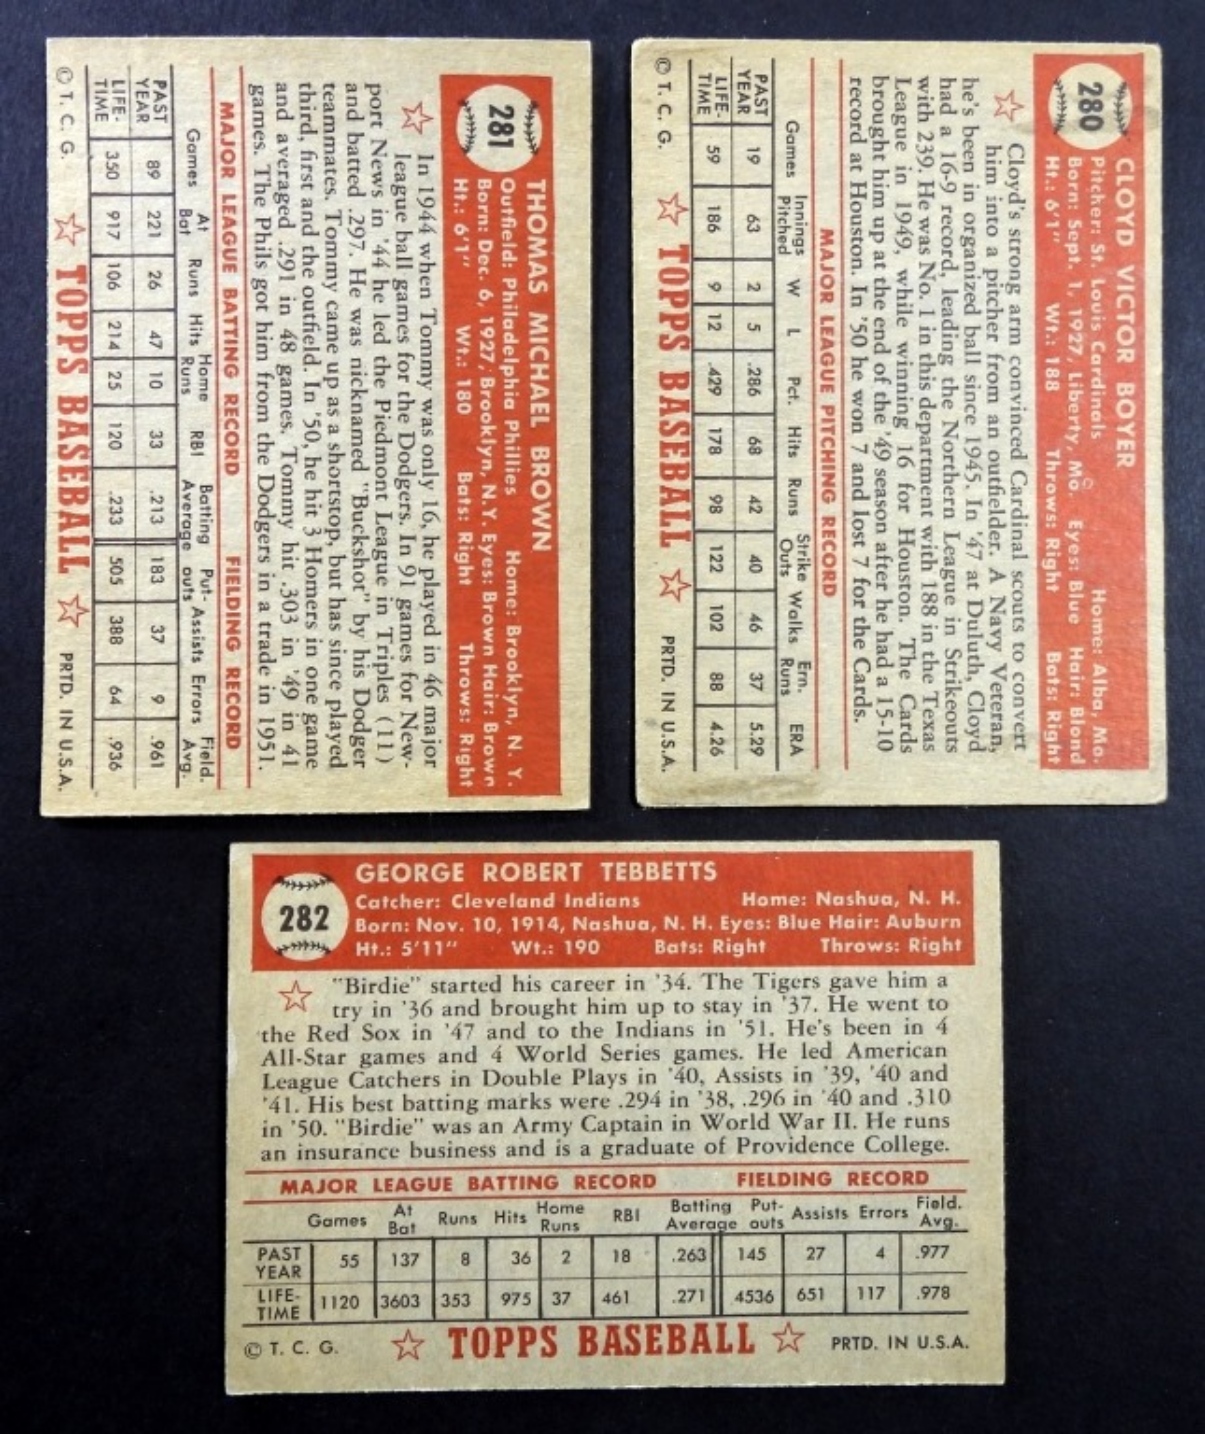 281
THOMAS MICHAEL BROWN
Outfield: Philadelphia Phillies Home: Brooklyn, N. Y.
Born: Dec. 6, 1927, Brooklyn, N.Y. Eyes: Brown Hair: Brown
Ht.: 6'1" Wt.: 180 Bats: Right Throws: Right
In 1944 when Tommy was only 16, he played in 46 major
league ball games for the Dodgers. In 91 games for New-
port News in '44 he led the Piedmont League in Triples (11)
and batted .297. He was nicknamed "Buckshot" by his Dodger
teammates. Tommy came up as a shortstop, but has since played
third, first and the outfield. In '50, he hit 3 Homers in one game
and averaged .291 in 48 games. Tommy hit .303 in '49 in 41
games. The Phils got him from the Dodgers in a trade in 1951.
MAJOR LEAGUE BATTING RECORD FIELDING RECORD
Games At Bat Runs Hits Home Runs RBI Batting Average Put-outs Assists Errors Field. Avg.
PAST YEAR 89 221 26 47 10 33 .213 183 37 9 .961
LIFE-TIME 350 917 106 214 25 120 .233 505 388 64 .936
© T. C. G. TOPPS BASEBALL PRTD. IN U.S.A.
280
CLOYD VICTOR BOYER
Pitcher: St. Louis Cardinals Home: Alba, Mo.
Born: Sept. 1, 1927, Liberty, Mo. Eyes: Blue Hair: Blond
Ht.: 6'1" Wt.: 188 Throws: Right Bats: Right
Cloyd's strong arm convinced Cardinal scouts to convert
him into a pitcher from an outfielder. A Navy Veteran,
he's been in organized ball since 1945. In '47 at Duluth, Cloyd
had a 16-9 record, leading the Northern League in Strikeouts
with 239. He was No. 1 in this department with 188 in the Texas
League in 1949, while winning 16 for Houston. The Cards
brought him up at the end of the '49 season after he had a 15-10
record at Houston. In '50 he won 7 and lost 7 for the Cards.
MAJOR LEAGUE PITCHING RECORD
Games Innings Pitched W L Pct. Hits Runs Strike Outs Walks Ern. Runs ERA
PAST YEAR 19 63 2 5 .286 68 42 40 46 37 5.29
LIFE-TIME 59 186 9 12 .429 178 98 122 102 88 4.26
© T. C. G. TOPPS BASEBALL PRTD. IN U.S.A.
282
GEORGE ROBERT TEBBETTS
Catcher: Cleveland Indians Home: Nashua, N. H.
Born: Nov. 10, 1914, Nashua, N. H. Eyes: Blue Hair: Auburn
Ht.: 5'11" Wt.: 190 Bats: Right Throws: Right
"Birdie" started his career in '34. The Tigers gave him a
try in '36 and brought him up to stay in '37. He went to
the Red Sox in '47 and to the Indians in '51. He's been in 4
All-Star games and 4 World Series games. He led American
League Catchers in Double Plays in '40, Assists in '39, '40 and
'41. His best batting marks were .294 in '38, .296 in '40 and .310
in '50. "Birdie" was an Army Captain in World War II. He runs
an insurance business and is a graduate of Providence College.
MAJOR LEAGUE BATTING RECORD FIELDING RECORD
Games At Bat Runs Hits Home Runs RBI Batting Average Put-outs Assists Errors Field. Avg.
PAST YEAR 55 137 8 36 2 18 .263 145 27 4 .977
LIFE-TIME 1120 3603 353 975 37 461 .271 4536 651 117 .978
© T. C. G. TOPPS BASEBALL PRTD. IN U.S.A.